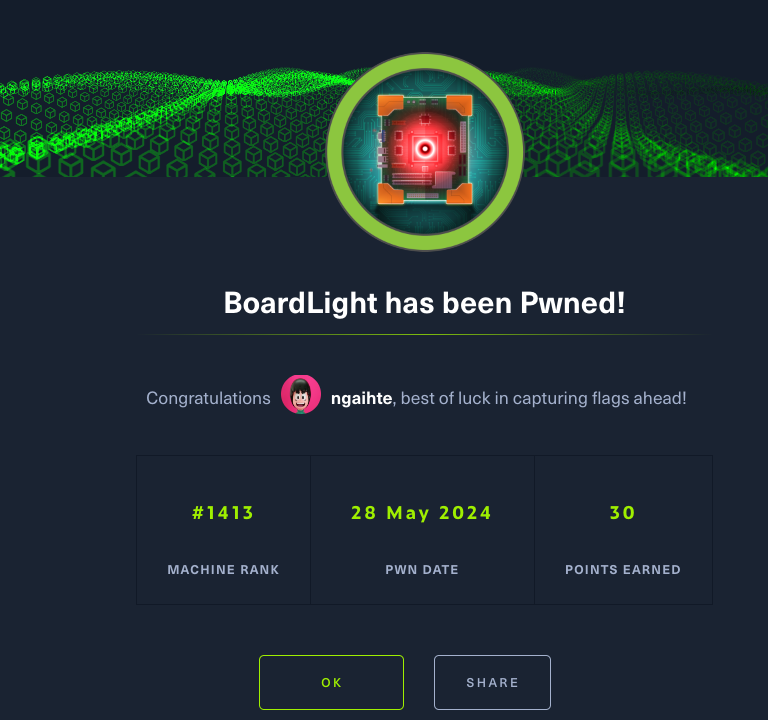 BoardLight has been Pwned!
Congratulations ngaihte, best of luck in capturing flags ahead!
#1413 28 May 2024 30
MACHINE RANK PWN DATE POINTS EARNED
OK SHARE